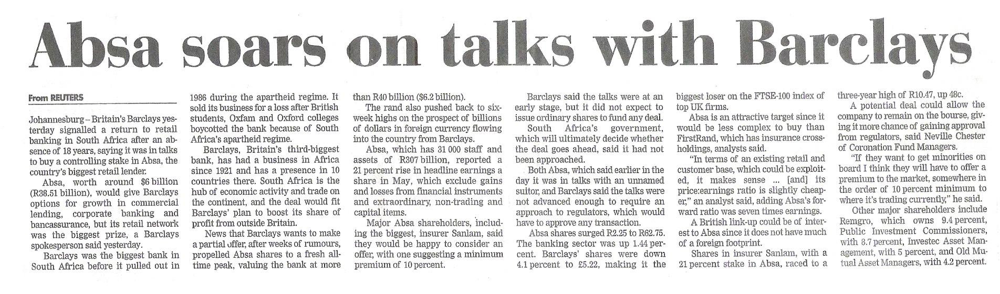 Absa soars on talks with Barclays
From REUTERS
Johannesburg – Britain's Barclays yes-
terday signalled a return to retail
banking in South Africa after an ab-
sence of 18 years, saying it was in talks
to buy a controlling stake in Absa, the
country's biggest retail lender.
Absa, worth around $6 billion
(R38.51 billion), would give Barclays
options for growth in commercial
lending, corporate banking and
bancassurance, but its retail network
was the biggest prize, a Barclays
spokesperson said yesterday.
Barclays was the biggest bank in
South Africa before it pulled out in
1986 during the apartheid regime. It
sold its business for a loss after British
students, Oxfam and Oxford colleges
boycotted the bank because of South
Africa's apartheid regime.
Barclays, Britain's third-biggest
bank, has had a business in Africa
since 1921 and has a presence in 10
countries there. South Africa is the
hub of economic activity and trade on
the continent, and the deal would fit
Barclays' plan to boost its share of
profit from outside Britain.
News that Barclays wants to make
a partial offer, after weeks of rumours,
propelled Absa shares to a fresh all-
time peak, valuing the bank at more
than R40 billion ($6.2 billion).
The rand also pushed back to six-
week highs on the prospect of billions
of dollars in foreign currency flowing
into the country from Barclays.
Absa, which has 31 000 staff and
assets of R307 billion, reported a
21 percent rise in headline earnings a
share in May, which exclude gains
and losses from financial instruments
and extraordinary, non-trading and
capital items.
Major Absa shareholders, includ-
ing the biggest, insurer Sanlam, said
they would be happy to consider an
offer, with one suggesting a minimum
premium of 10 percent.
Barclays said the talks were at an
early stage, but it did not expect to
issue ordinary shares to fund any deal.
South Africa's government,
which will ultimately decide whether
the deal goes ahead, said it had not
been approached.
Both Absa, which said earlier in the
day it was in talks with an unnamed
suitor, and Barclays said the talks were
not advanced enough to require an
approach to regulators, which would
have to approve any transaction.
Absa shares surged R2.25 to R62.75.
The banking sector was up 1.44 per-
cent. Barclays' shares were down
4.1 percent to £5.22, making it the
biggest loser on the FTSE-100 index of
top UK firms.
Absa is an attractive target since it
would be less complex to buy than
FirstRand, which has insurance cross-
holdings, analysts said.
"In terms of an existing retail and
customer base, which could be exploit-
ed, it makes sense ... [and] its
price:earnings ratio is slightly cheap-
er," an analyst said, adding Absa's for-
ward ratio was seven times earnings.
A British link-up could be of inter-
est to Absa since it does not have much
of a foreign footprint.
Shares in insurer Sanlam, with a
21 percent stake in Absa, raced to a
three-year high of R10.47, up 48c.
A potential deal could allow the
company to remain on the bourse, giv-
ing it more chance of gaining approval
from regulators, said Neville Chester
of Coronation Fund Managers.
"If they want to get minorities on
board I think they will have to offer a
premium to the market, somewhere in
the order of 10 percent minimum to
where it's trading currently," he said.
Other major shareholders include
Remgro, which owns 9.4 percent,
Public Investment Commissioners,
with 8.7 percent, Investec Asset Man-
agement, with 5 percent, and Old Mu-
tual Asset Managers, with 4.2 percent.